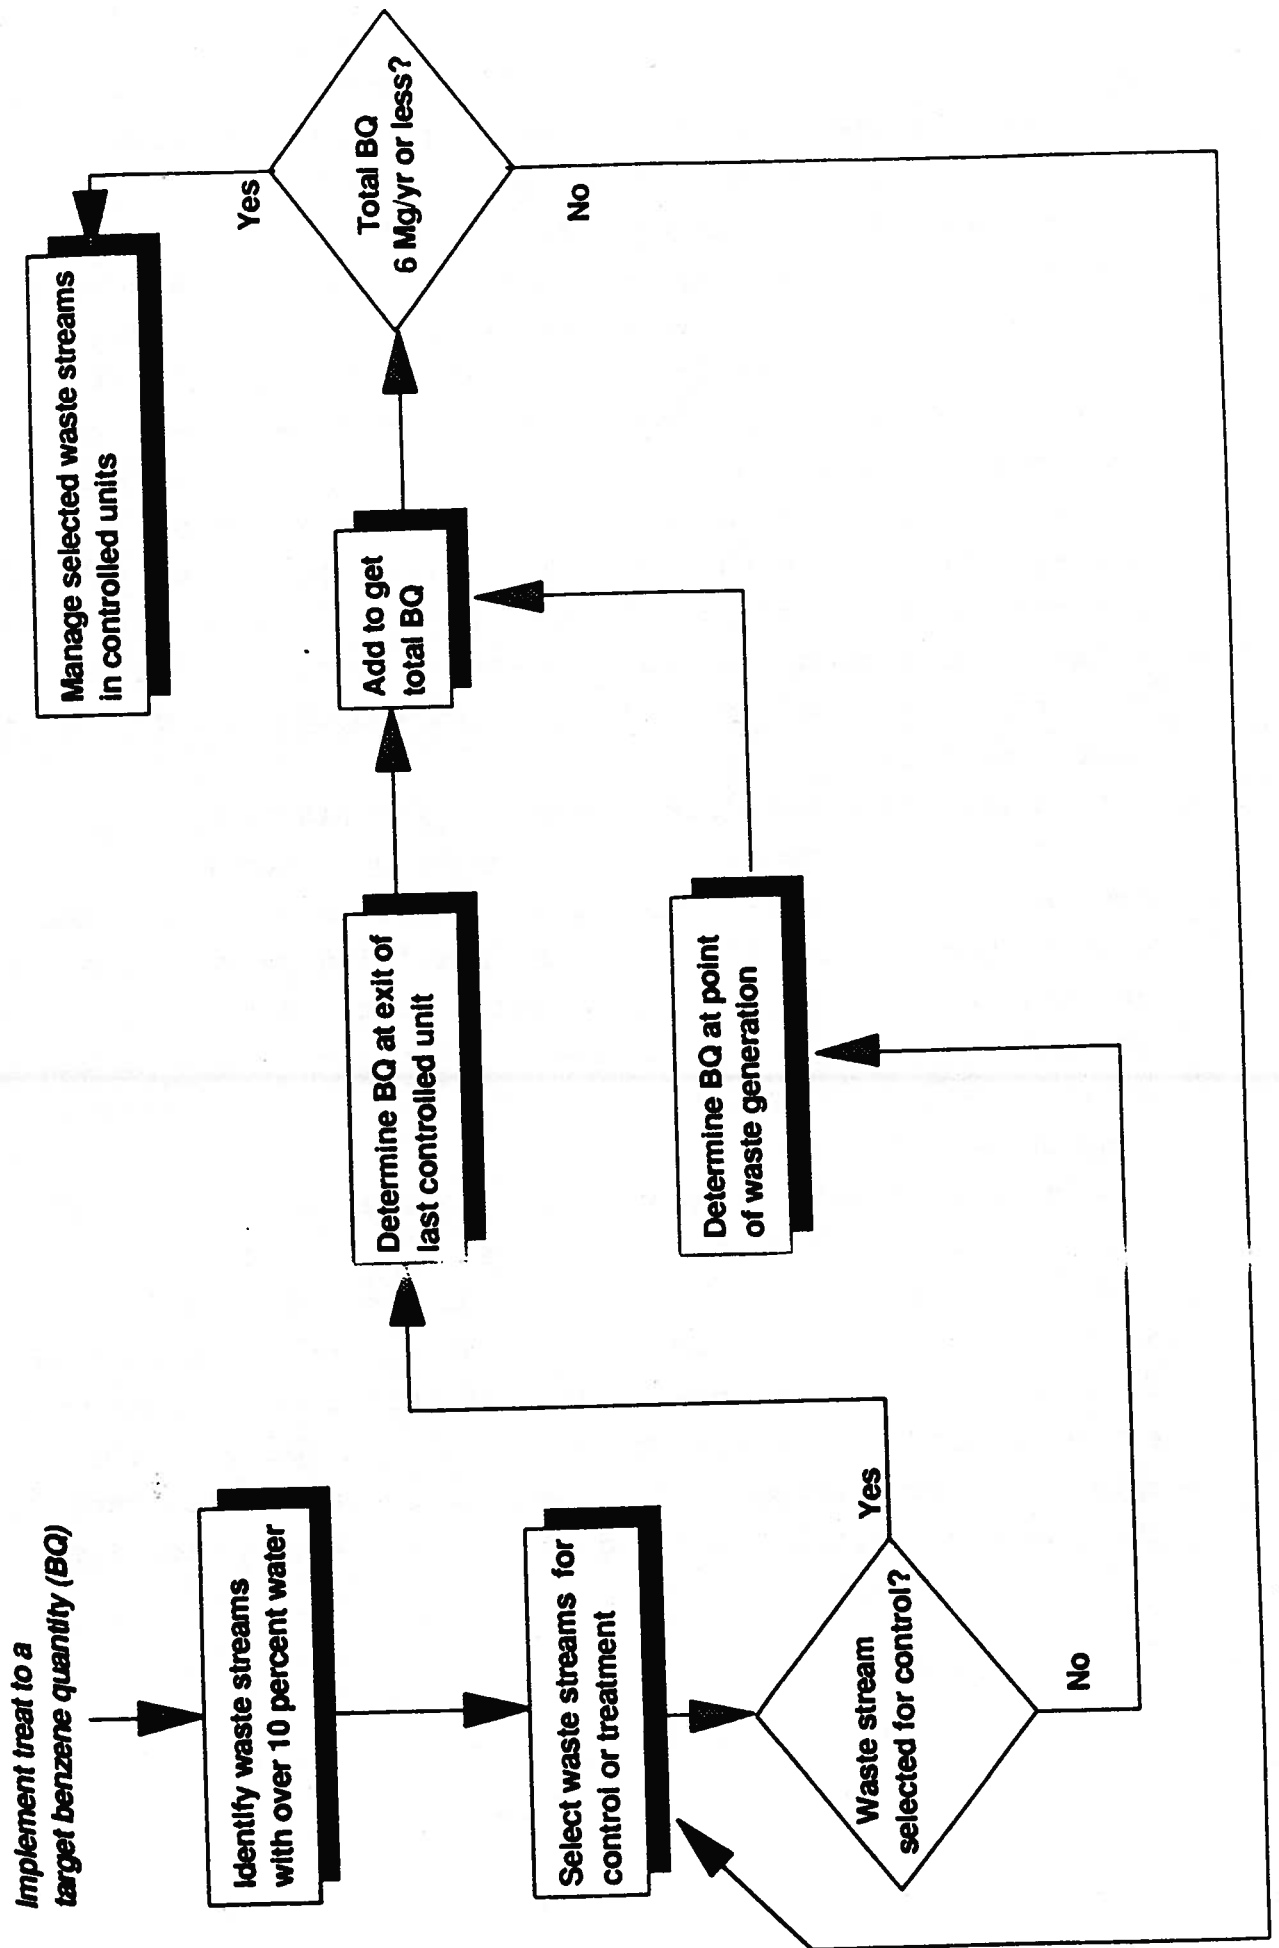 Implement treat to a
target benzene quantity (BQ)
Identify waste streams
with over 10 percent water
Select waste streams for
control or treatment
Waste stream
selected for control?
Yes
No
Determine BQ at exit of
last controlled unit
Determine BQ at point
of waste generation
Add to get
total BQ
Total BQ
6 Mg/yr or less?
Yes
No
Manage selected waste streams
in controlled units